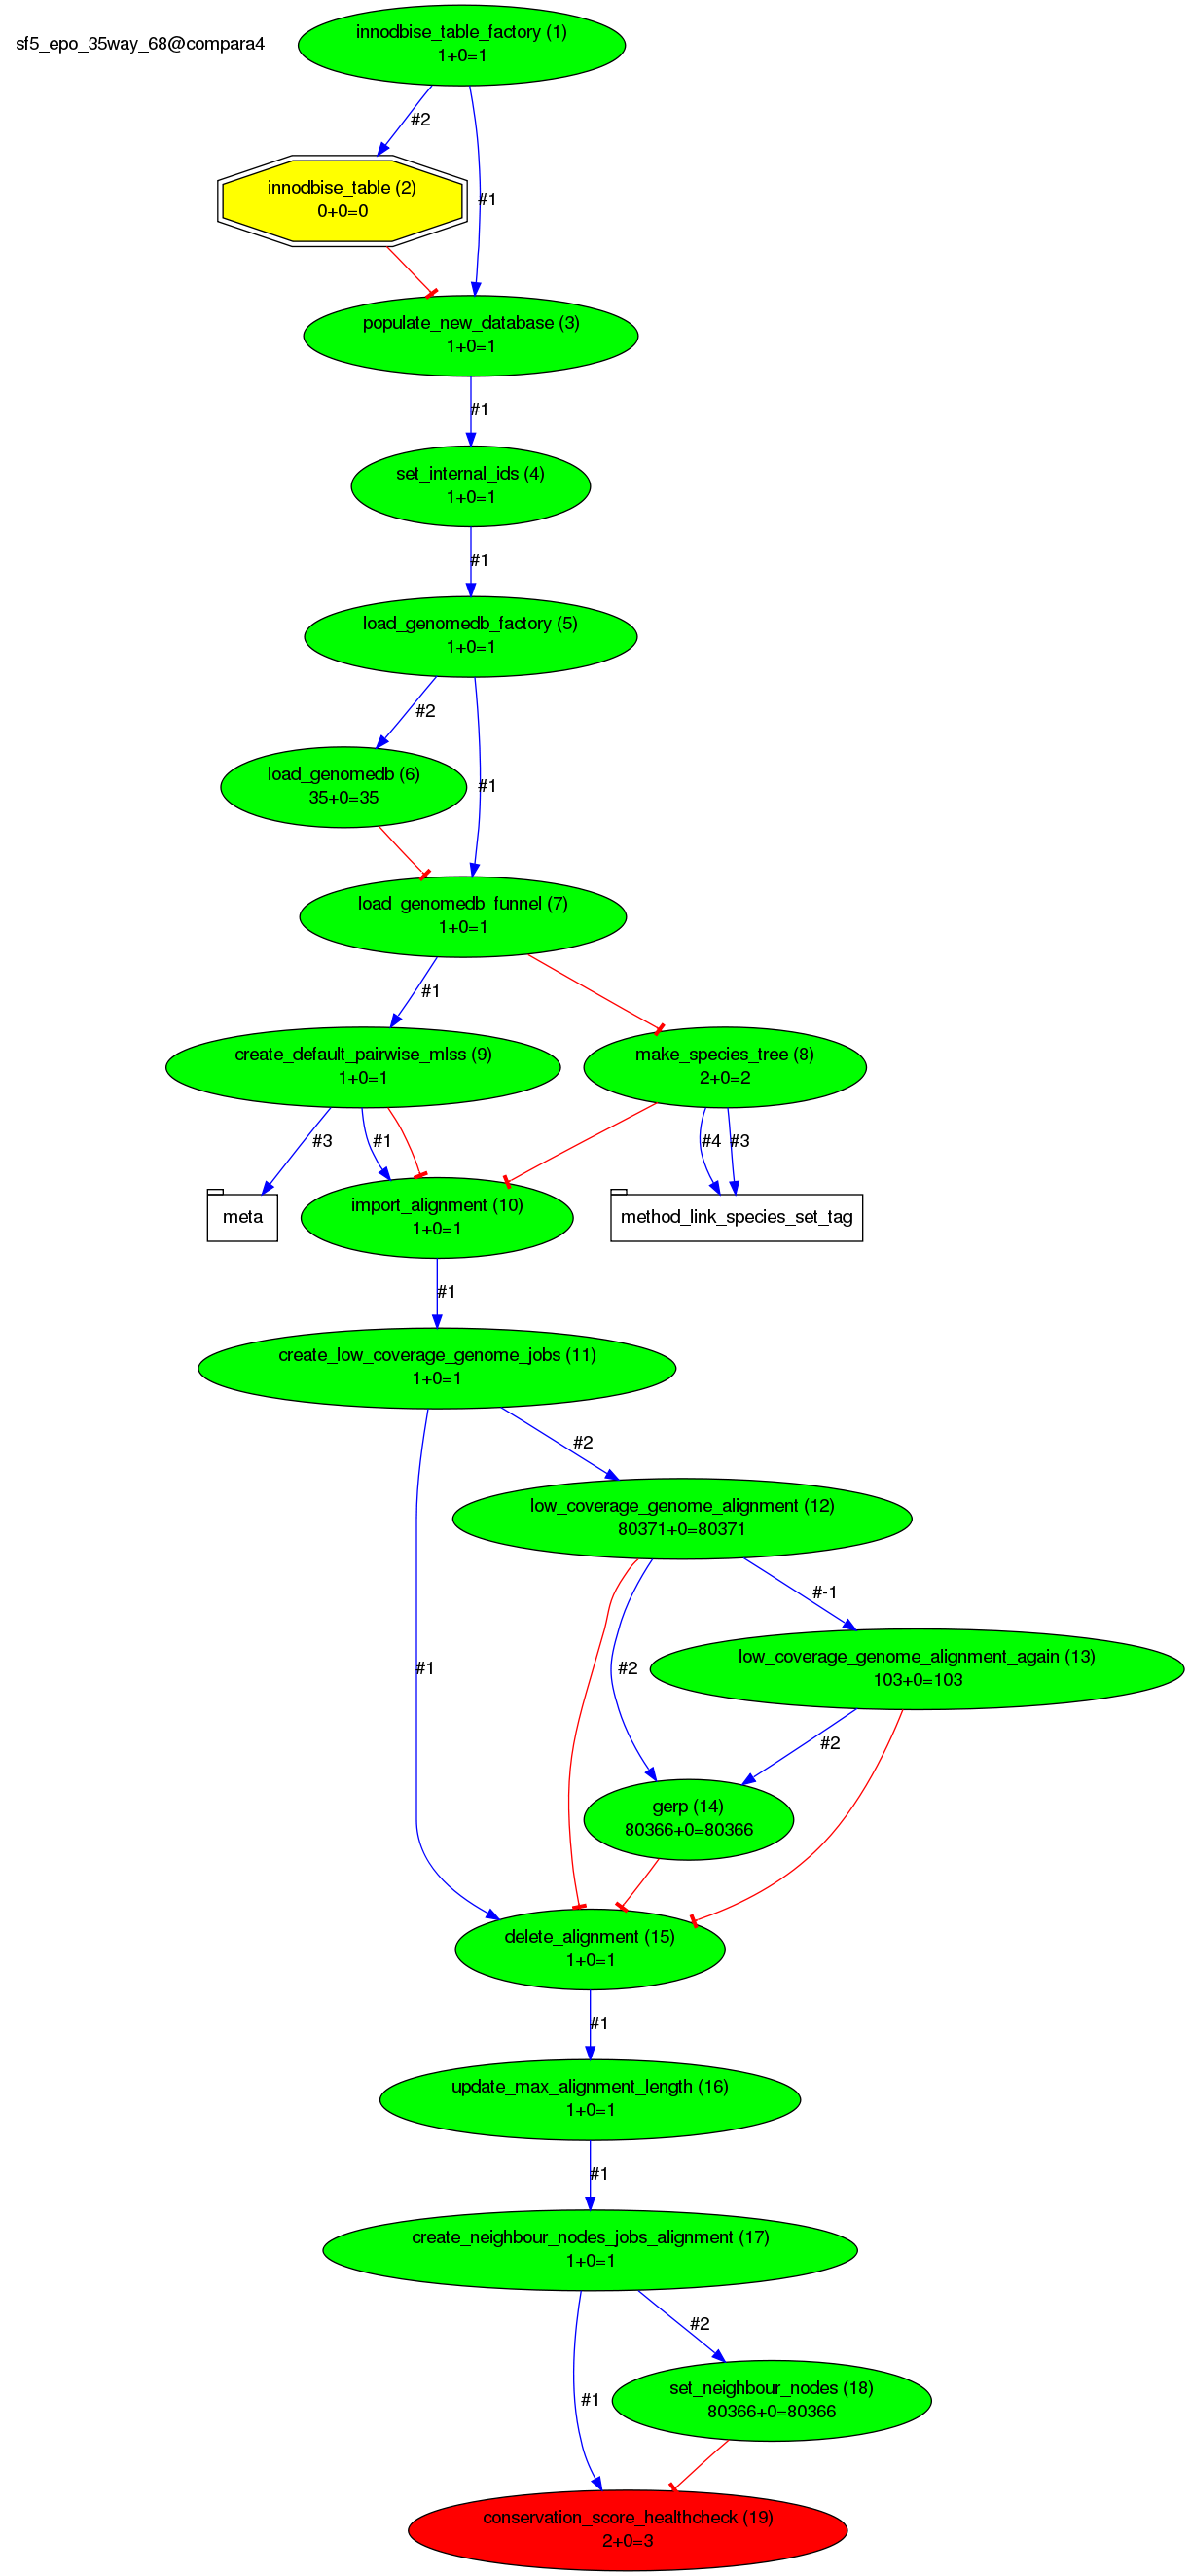 sf5_epo_35way_68@compara4
innodbise_table_factory (1)
1+0=1
#2
innodbise_table (2)
0+0=0
#1
populate_new_database (3)
1+0=1
#1
set_internal_ids (4)
1+0=1
#1
load_genomedb_factory (5)
1+0=1
#2
load_genomedb (6)
35+0=35
#1
load_genomedb_funnel (7)
1+0=1
#1
create_default_pairwise_mlss (9)
1+0=1
make_species_tree (8)
2+0=2
#3
#1
#4
#3
meta
import_alignment (10)
1+0=1
method_link_species_set_tag
#1
create_low_coverage_genome_jobs (11)
1+0=1
#2
low_coverage_genome_alignment (12)
80371+0=80371
#-1
#1
#2
low_coverage_genome_alignment_again (13)
103+0=103
#2
gerp (14)
80366+0=80366
delete_alignment (15)
1+0=1
#1
update_max_alignment_length (16)
1+0=1
#1
create_neighbour_nodes_jobs_alignment (17)
1+0=1
#2
#1
set_neighbour_nodes (18)
80366+0=80366
conservation_score_healthcheck (19)
2+0=3